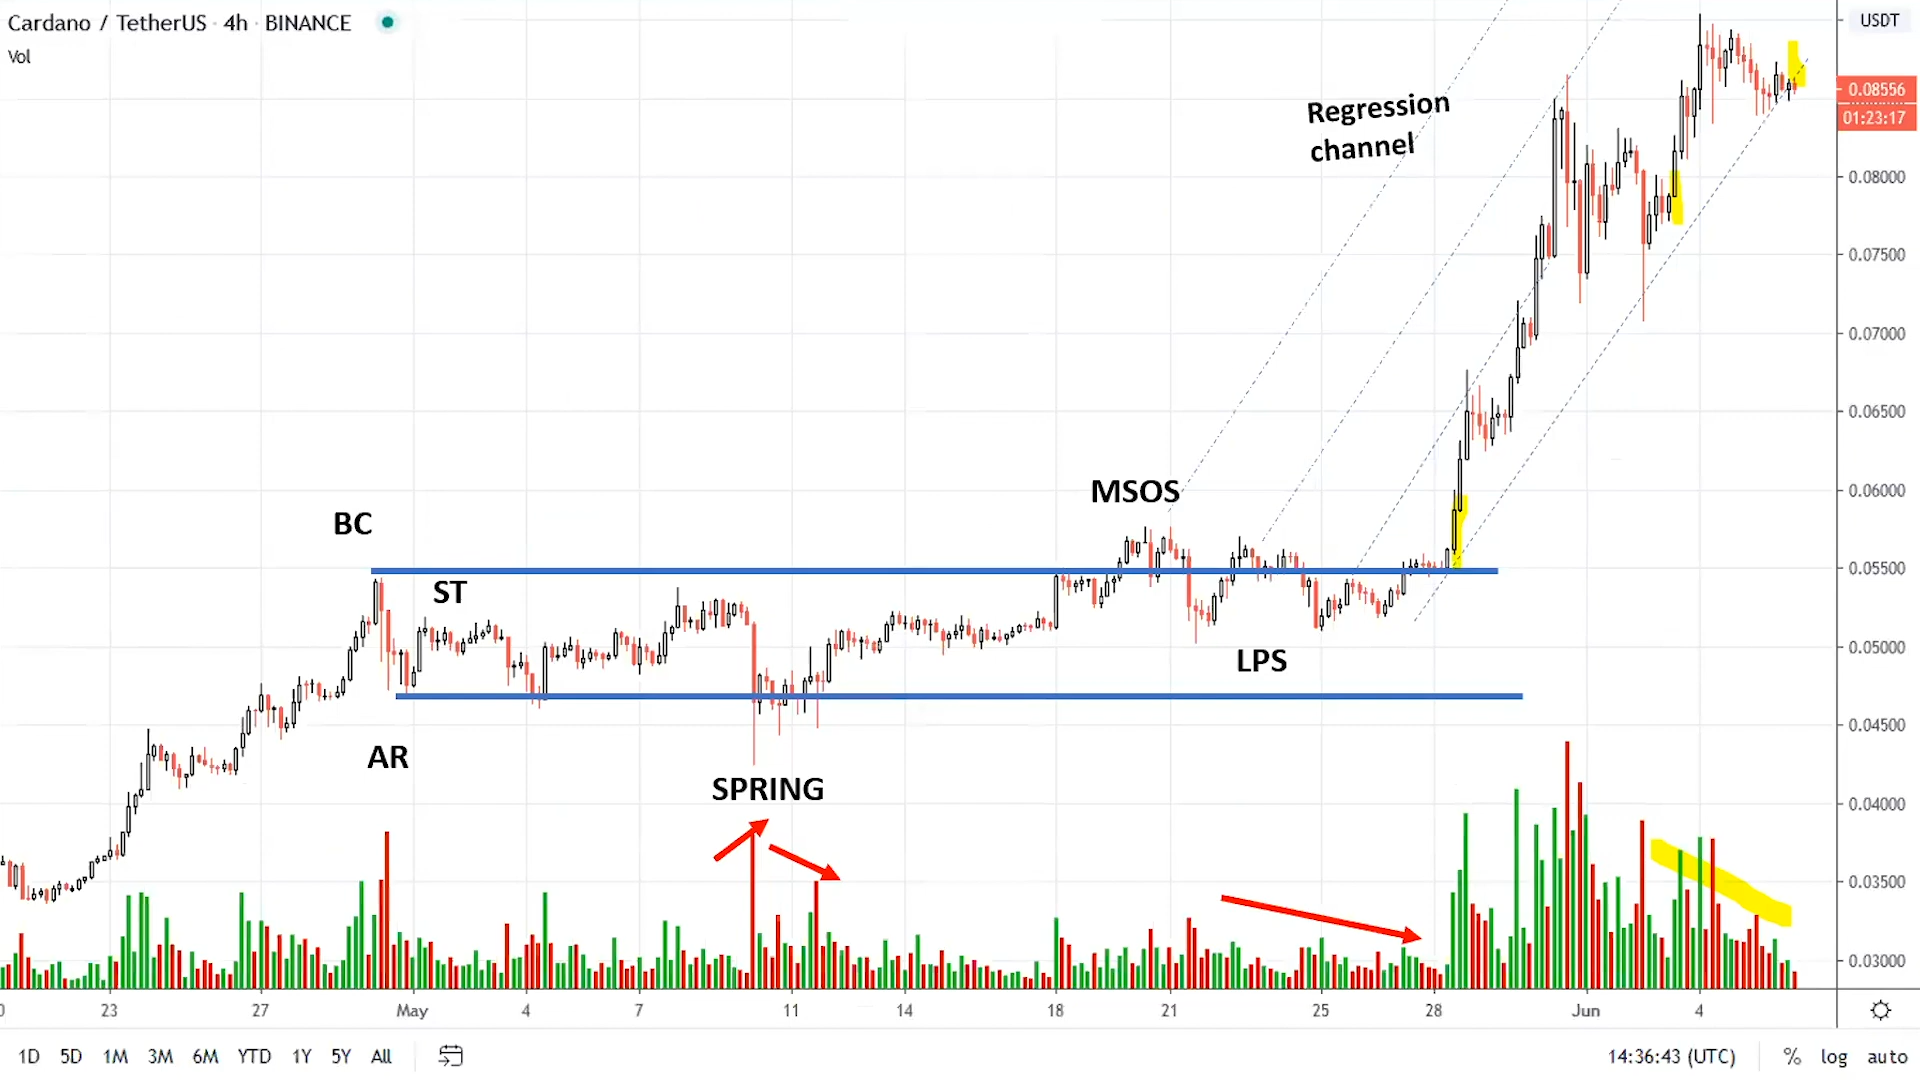 Cardano / TetherUS · 4h · BINANCE
Vol
USDT
Regression
channel
0.08556
01:23:17
0.08000
0.07500
0.07000
0.06500
0.06000
0.05500
0.05000
0.04500
0.04000
0.03500
0.03000
MSOS
BC
ST
LPS
AR
SPRING
23 27 May 4 7 11 14 18 21 25 28 Jun 4
1D 5D 1M 3M 6M YTD 1Y 5Y All
14:36:43 (UTC) % log auto